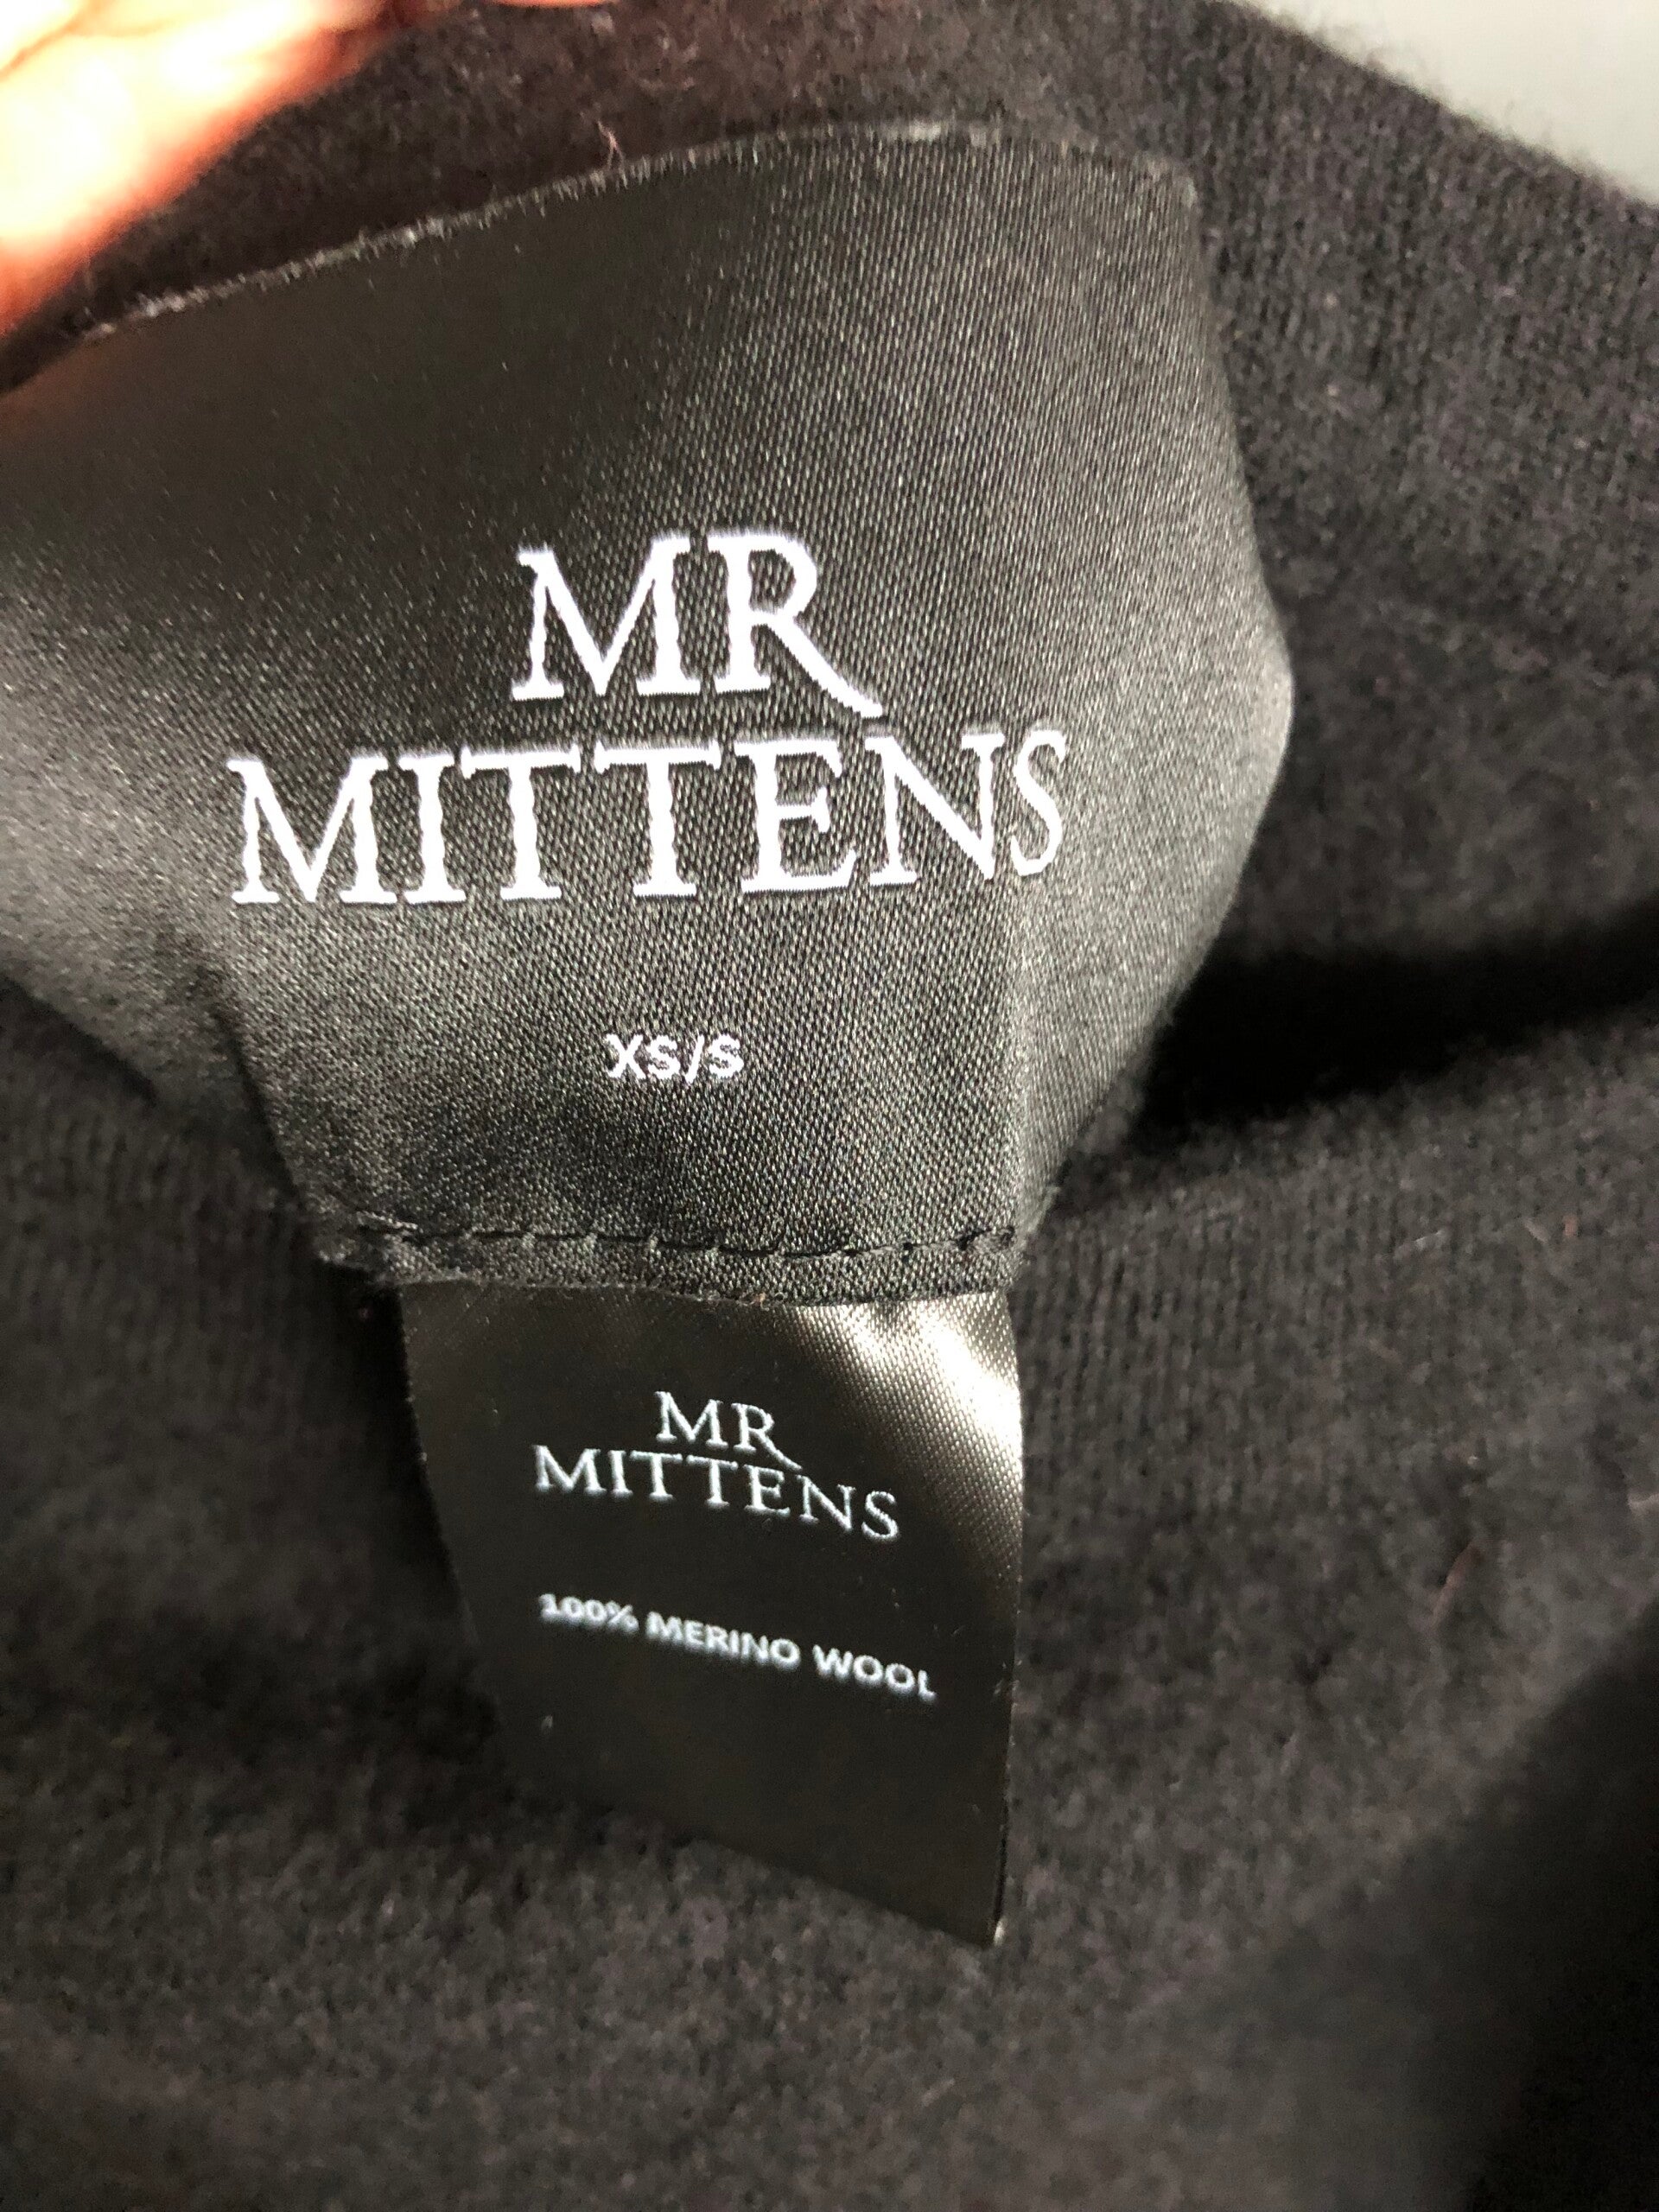 MR
MITTENS
XS/S
MR
MITTENS
100% MERINO WOOL